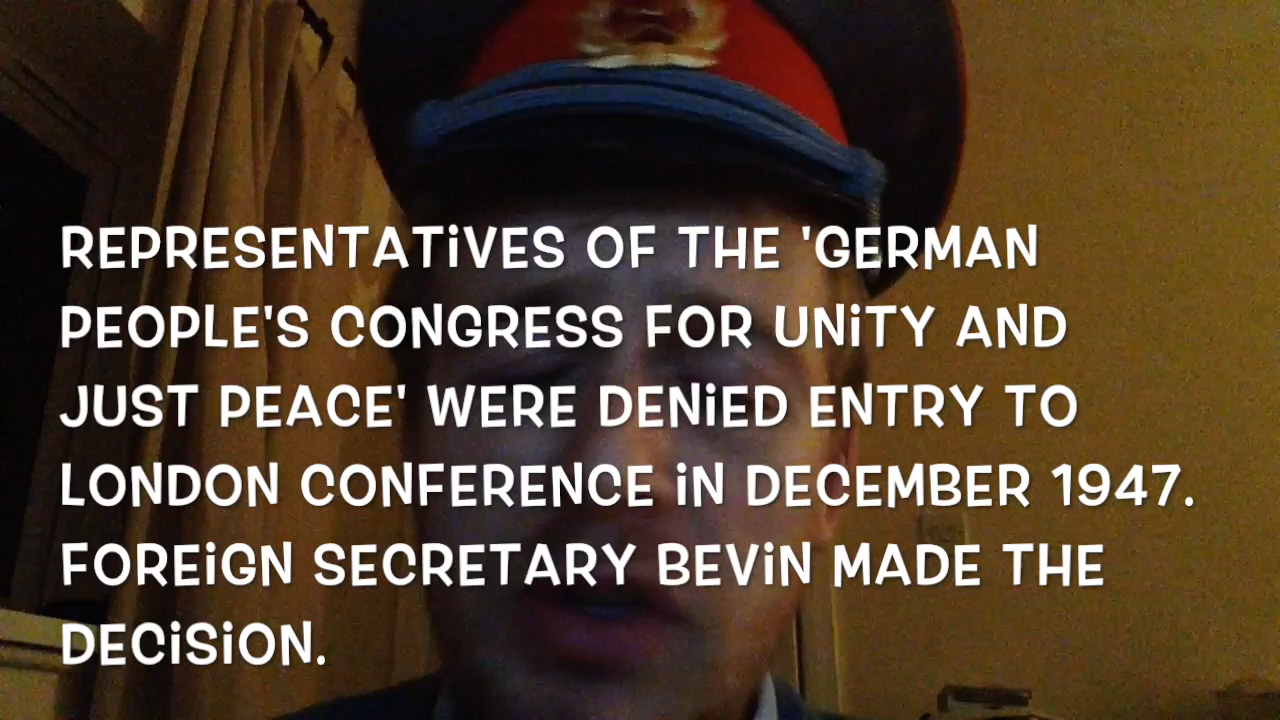 REPRESENTATIVES OF THE 'GERMAN
PEOPLE'S CONGRESS FOR UNITY AND
JUST PEACE' WERE DENIED ENTRY TO
LONDON CONFERENCE IN DECEMBER 1947.
FOREIGN SECRETARY BEVIN MADE THE
DECISION.